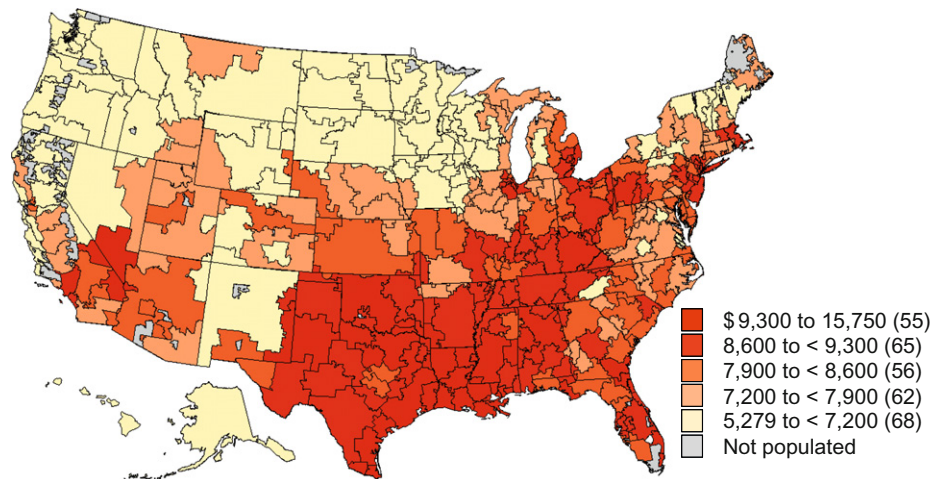 $ 9,300 to 15,750 (55)
8,600 to < 9,300 (65)
7,900 to < 8,600 (56)
7,200 to < 7,900 (62)
5,279 to < 7,200 (68)
Not populated